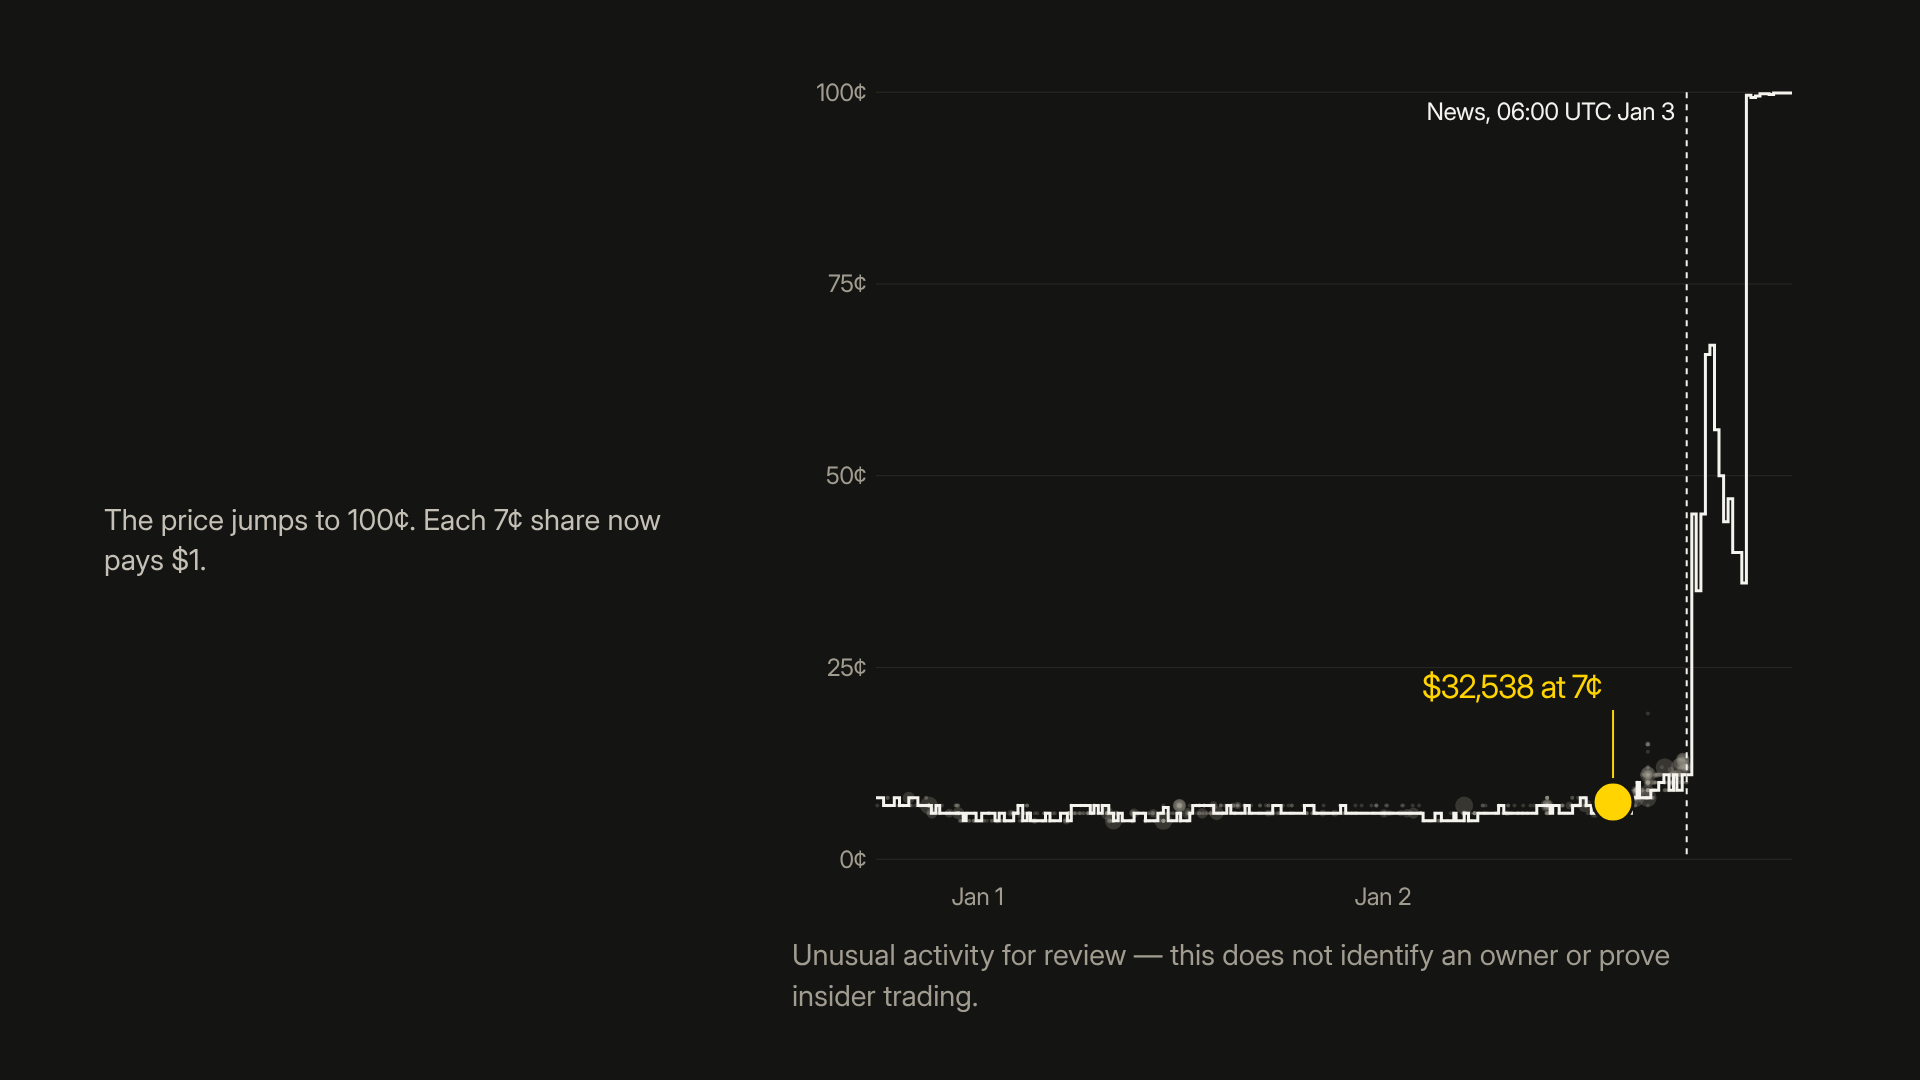 The price jumps to 100¢. Each 7¢ share now
pays $1.
100¢
News, 06:00 UTC Jan 3
75¢
50¢
25¢
$32,538 at 7¢
0¢
Jan 1
Jan 2
Unusual activity for review — this does not identify an owner or prove
insider trading.